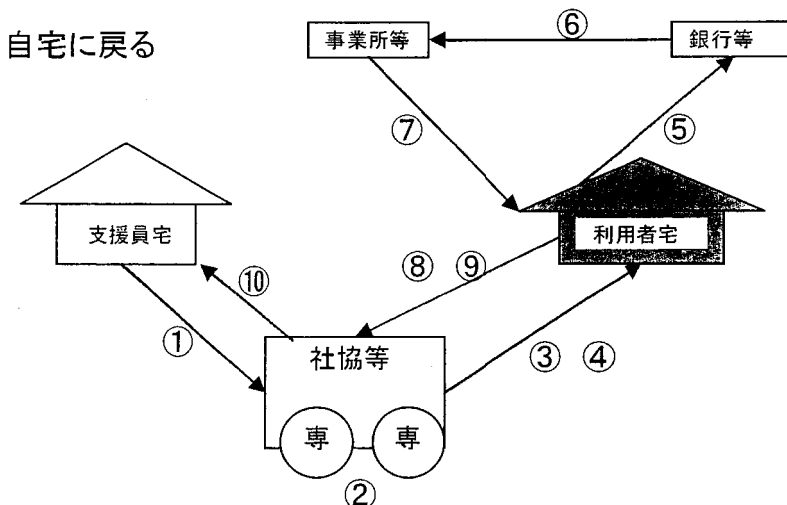 自宅に戻る
事業所等
⑥
銀行等
⑦
⑤
支援員宅
利用者宅
⑩
⑧ ⑨
①
社協等
③ ④
専 専
②